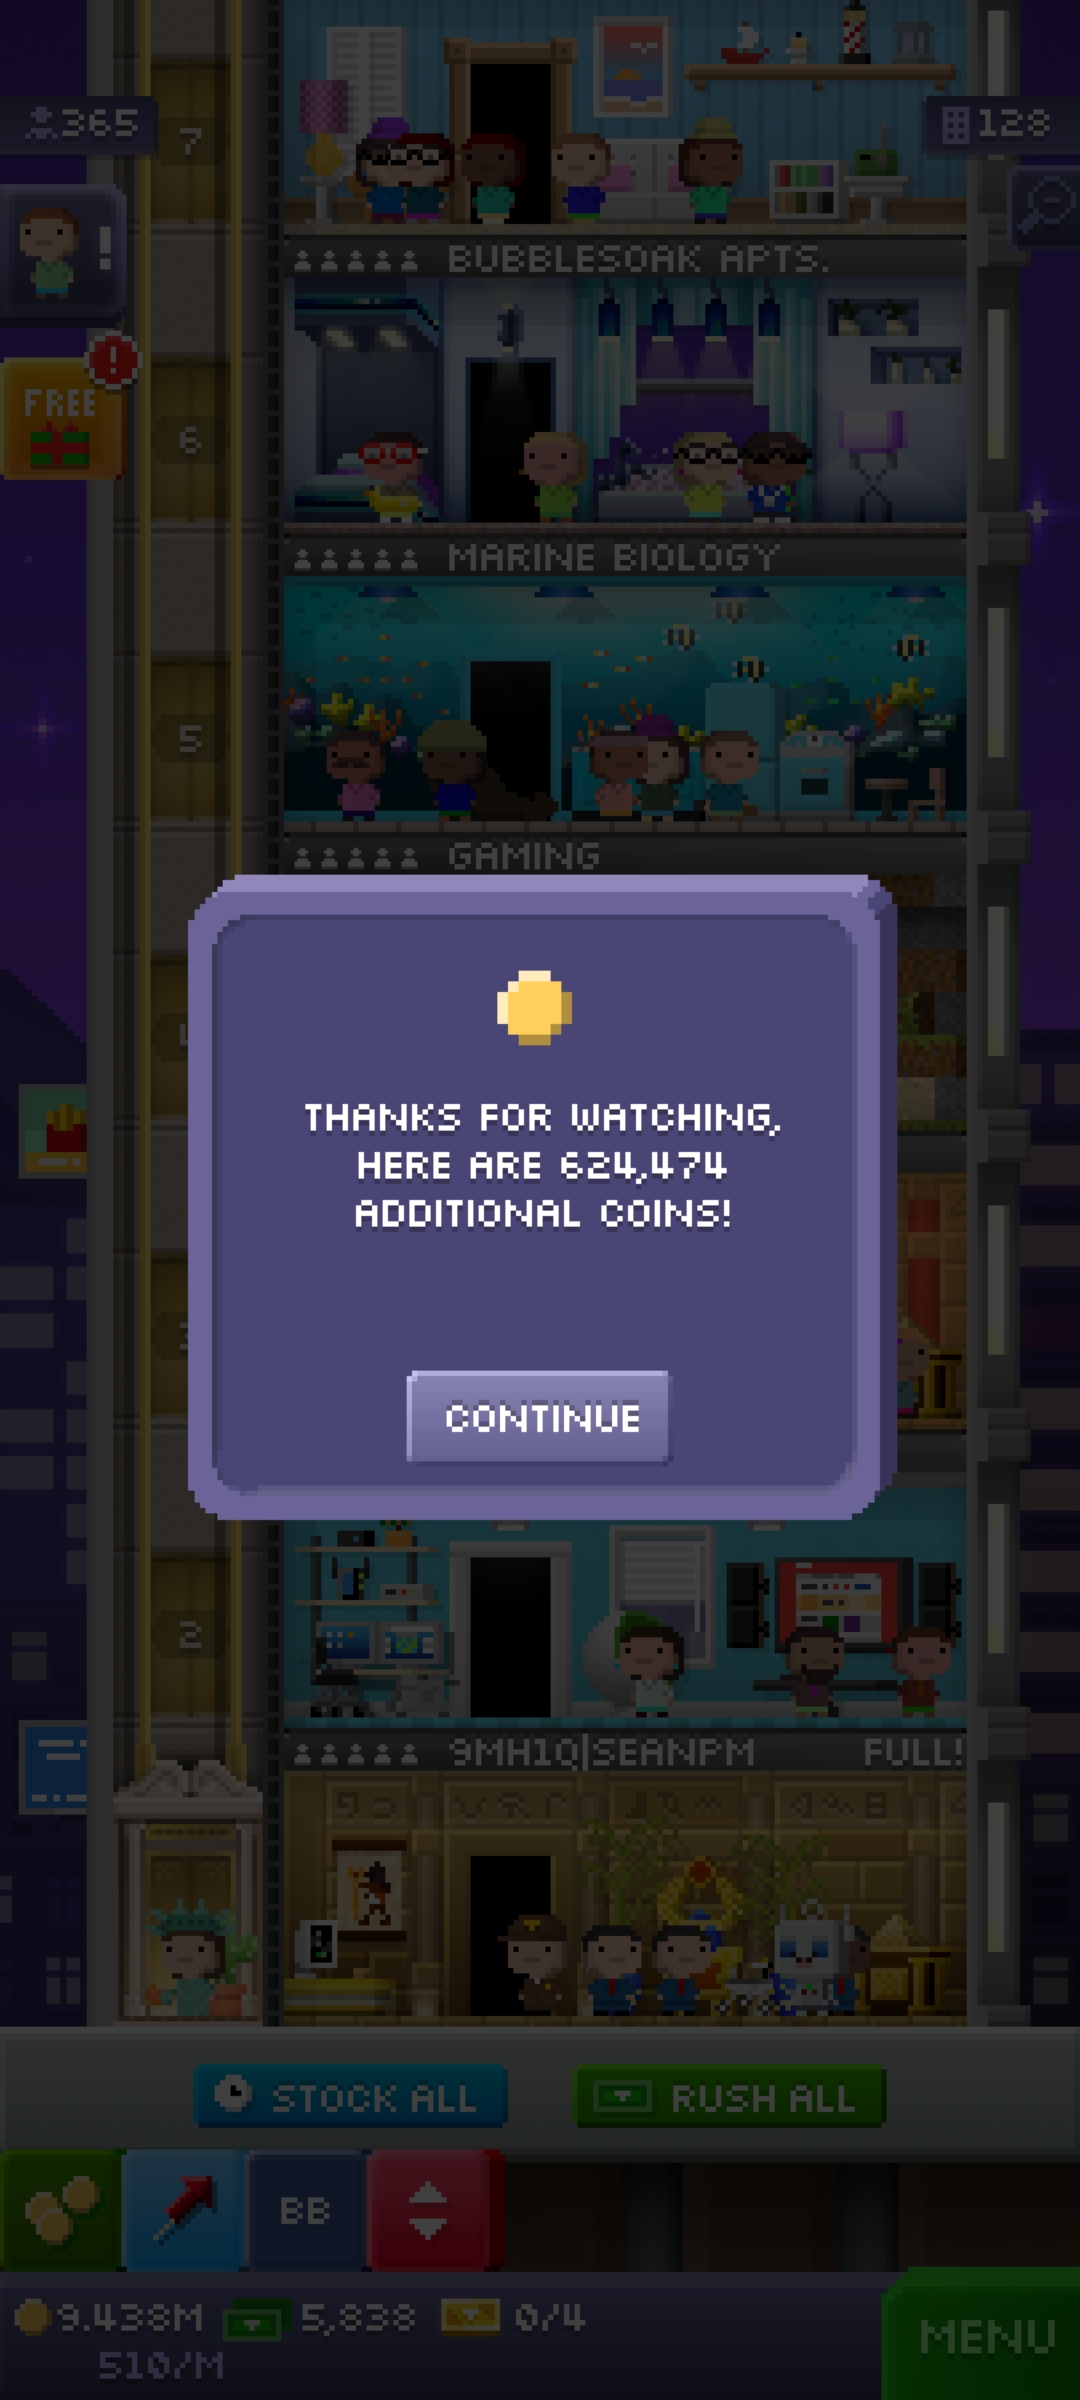 365
7
128
!
BUBBLESOAK APTS.
!
FREE
6
MARINE BIOLOGY
5
GAMING
THANKS FOR WATCHING,
HERE ARE 624,474
ADDITIONAL COINS!
CONTINUE
2
9MH1Q|SEANPM FULL!
STOCK ALL
RUSH ALL
BB
9.438M 5,838 0/4
510/M
MENU